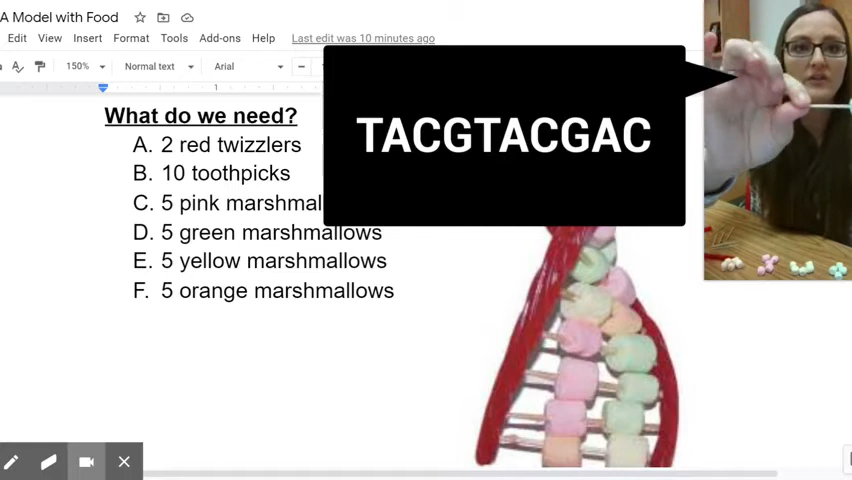 A Model with Food
Edit View Insert Format Tools Add-ons Help Last edit was 10 minutes ago
150% Normal text Arial
1
What do we need?
A. 2 red twizzlers
B. 10 toothpicks
C. 5 pink
D. 5 green marshmallows
E. 5 yellow marshmallows
F. 5 orange marshmallows
TACGTACGAC